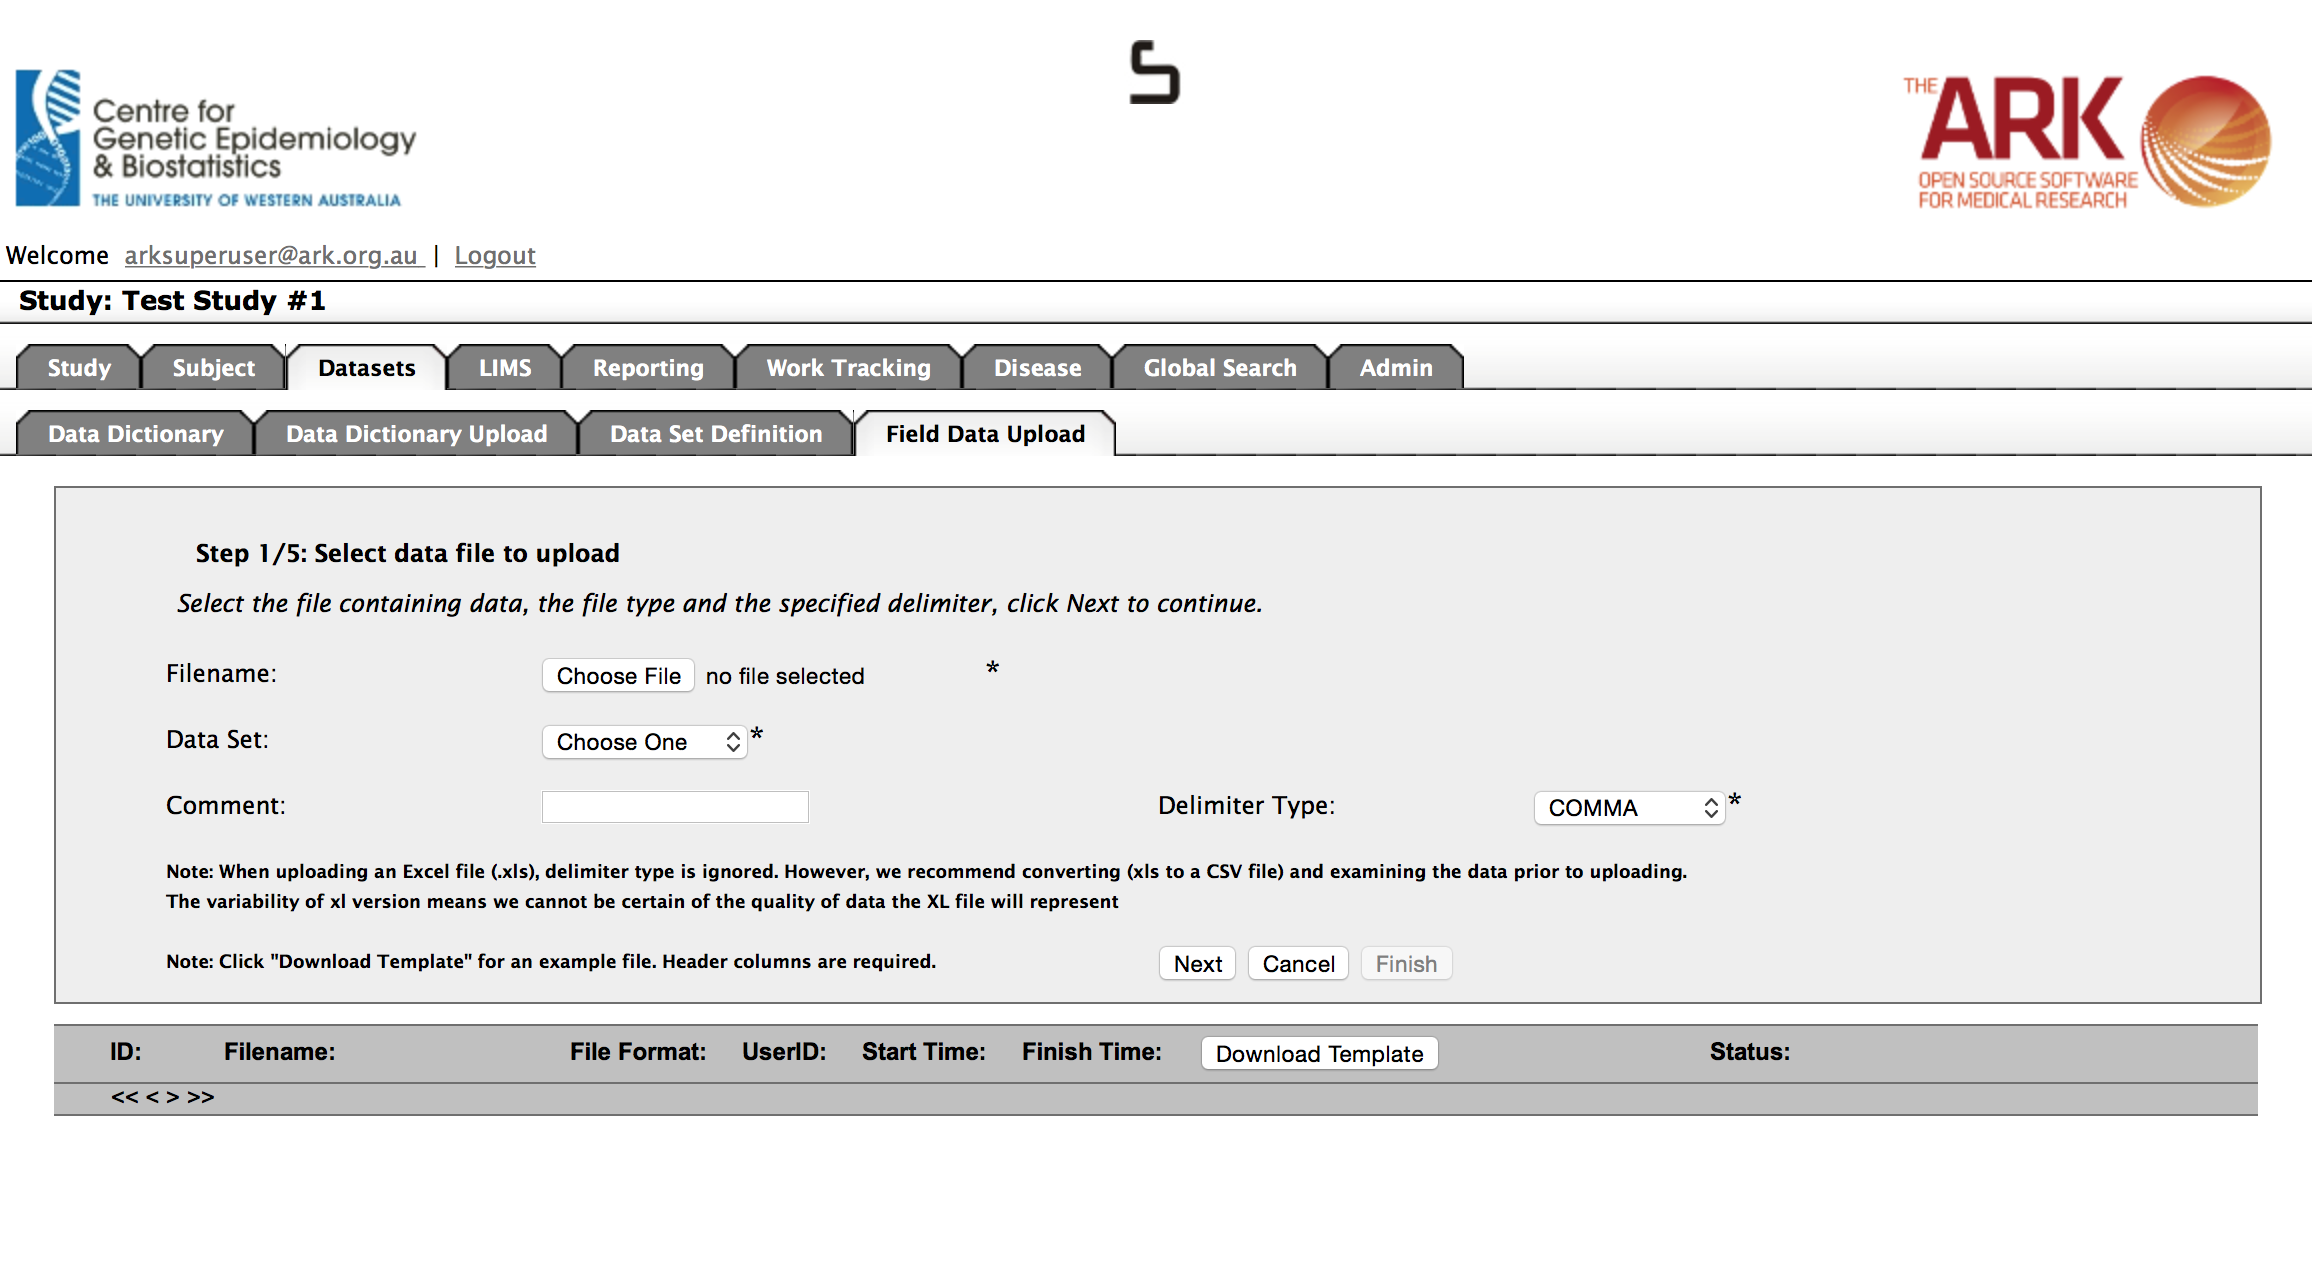 S
Centre for
Genetic Epidemiology
& Biostatistics
THE UNIVERSITY OF WESTERN AUSTRALIA
THE ARK
OPEN SOURCE SOFTWARE
FOR MEDICAL RESEARCH
Welcome arksuperuser@ark.org.au | Logout
Study: Test Study #1
Study Subject Datasets LIMS Reporting Work Tracking Disease Global Search Admin
Data Dictionary Data Dictionary Upload Data Set Definition Field Data Upload
Step 1/5: Select data file to upload
Select the file containing data, the file type and the specified delimiter, click Next to continue.
Filename: Choose File no file selected *
Data Set: Choose One *
Comment: Delimiter Type: COMMA *
Note: When uploading an Excel file (.xls), delimiter type is ignored. However, we recommend converting (xls to a CSV file) and examining the data prior to uploading.
The variability of xl version means we cannot be certain of the quality of data the XL file will represent
Note: Click "Download Template" for an example file. Header columns are required. Next Cancel Finish
ID: Filename: File Format: UserID: Start Time: Finish Time: Download Template Status:
<< < > >>